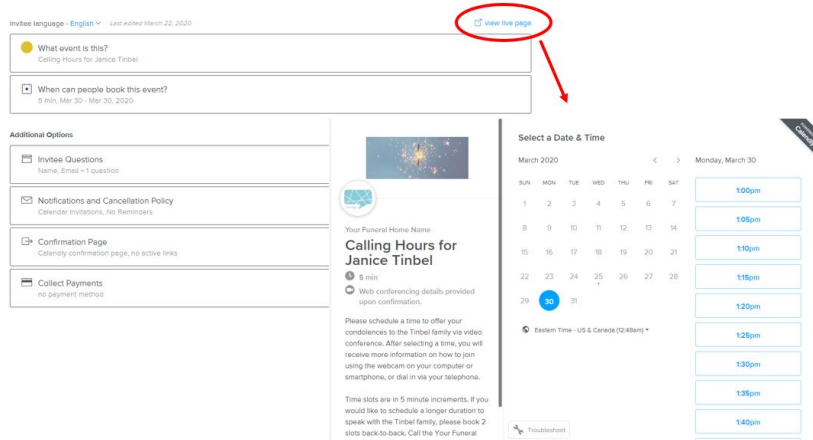 Invitee language - English Last edited March 22, 2020
view live page
What event is this?
Calling Hours for Janice Tinbel
When can people book this event?
5 min, Mar 30 - Mar 30, 2020
Additional Options
Invitee Questions
Name, Email + 1 question
Notifications and Cancellation Policy
Calendar Invitations, No Reminders
Confirmation Page
Calendly confirmation page, no active links
Collect Payments
no payment method
Your Funeral Home Name
Calling Hours for
Janice Tinbel
5 min
Web conferencing details provided
upon confirmation.
Please schedule a time to offer your
condolences to the Tinbel family via video
conference. After selecting a time, you will
receive more information on how to join
using the webcam on your computer or
smartphone, or dial in via your telephone.
Time slots are in 5 minute increments. If you
would like to schedule a longer duration to
speak with the Tinbel family, please book 2
slots back-to-back. Call the Your Funeral
Select a Date & Time
March 2020 < >
SUN MON TUE WED THU FRI SAT
1 2 3 4 5 6 7
8 9 10 11 12 13 14
15 16 17 18 19 20 21
22 23 24 25 26 27 28
29 30 31
Eastern Time - US & Canada (12:48am)
Troubleshoot
Monday, March 30
1:00pm
1:05pm
1:10pm
1:15pm
1:20pm
1:25pm
1:30pm
1:35pm
1:40pm
Calendly